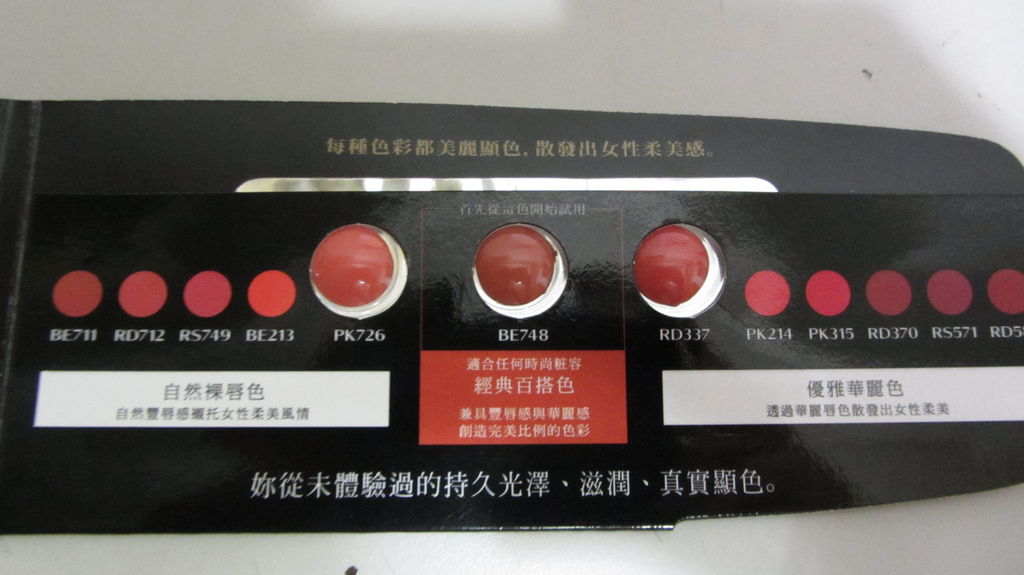 每種色彩都美麗顯色,散發出女性柔美感。
首先從這色開始試用
BE711 RD712 RS749 BE213 PK726 BE748 RD337 PK214 PK315 RD370 RS571
自然裸唇色
自然豐唇感襯托女性柔美風情
適合任何時尚粧容
經典百搭色
兼具豐唇感與華麗感
創造完美比例的色彩
優雅華麗色
透過華麗唇色散發出女性柔美
妳從未體驗過的持久光澤、滋潤、真實顯色。